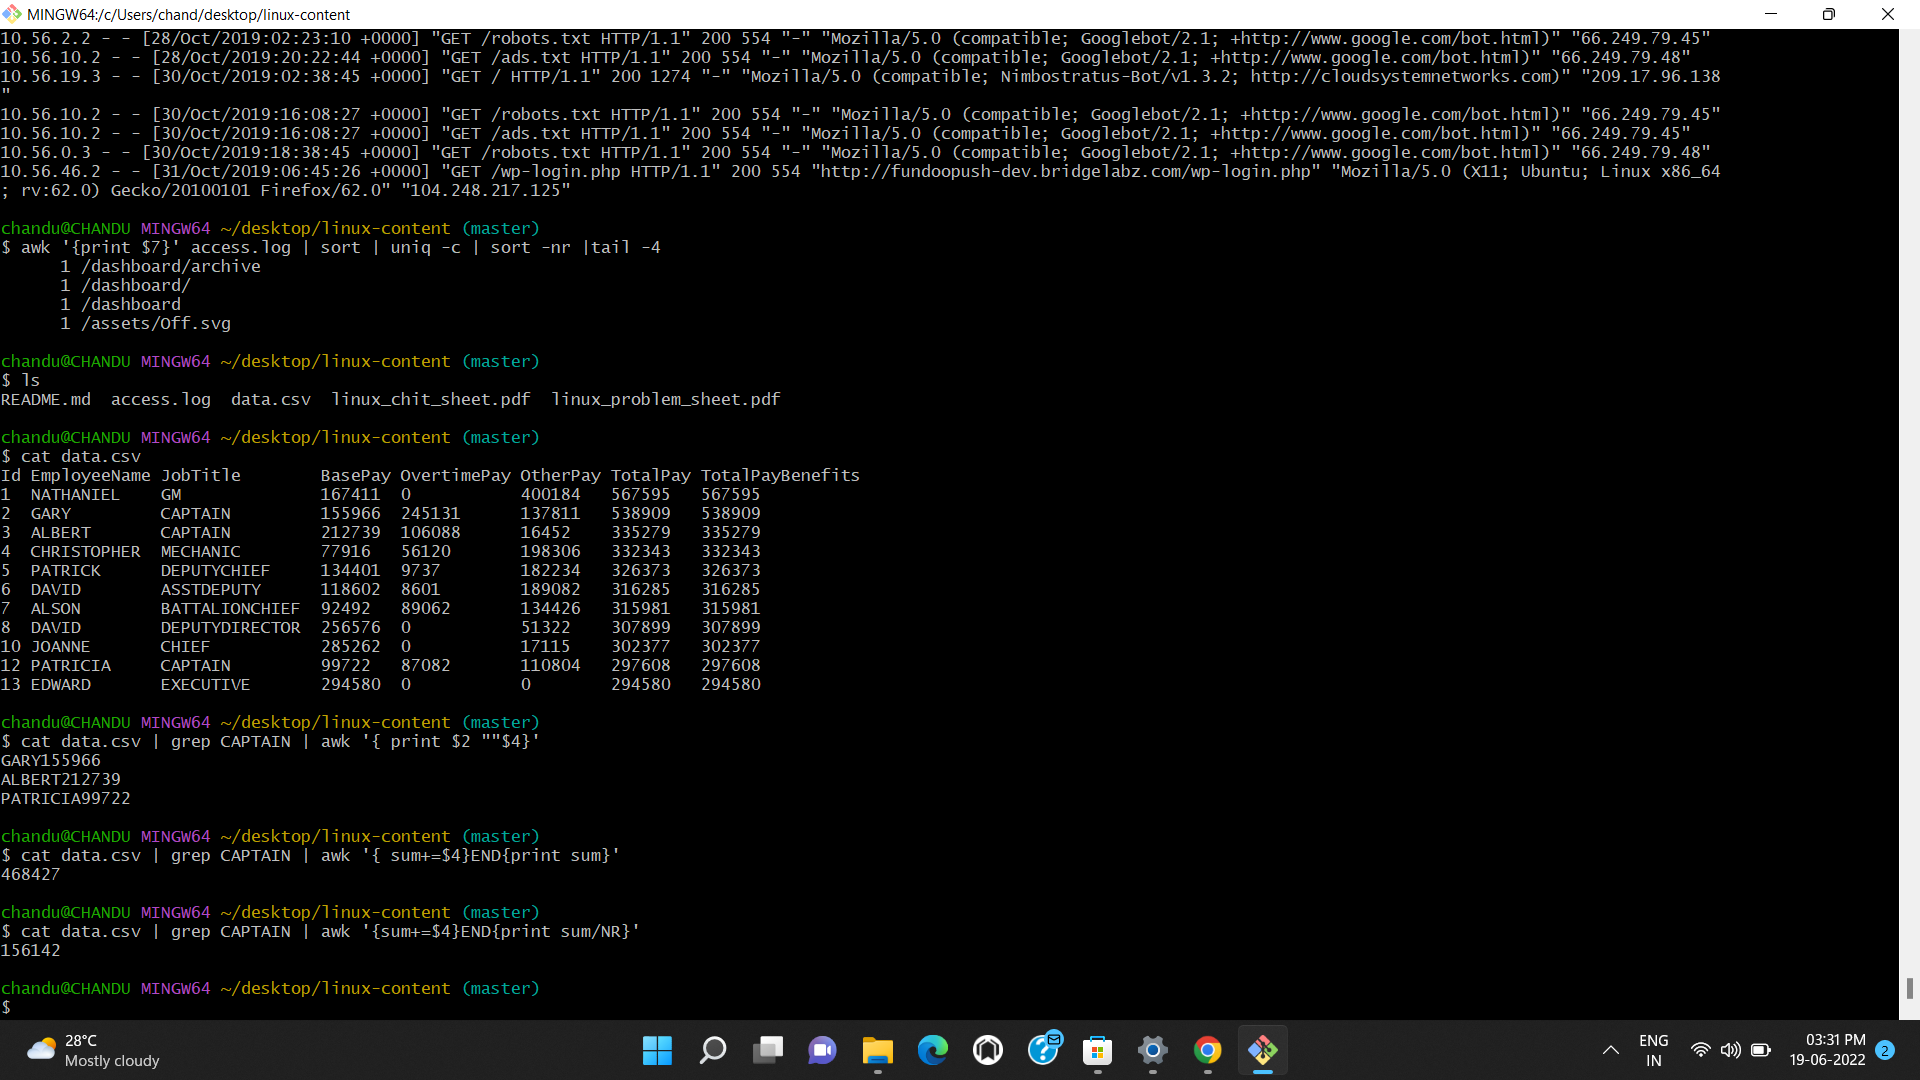 MINGW64:/c/Users/chand/desktop/linux-content
10.56.2.2 - - [28/Oct/2019:02:23:10 +0000] "GET /robots.txt HTTP/1.1" 200 554 "-" "Mozilla/5.0 (compatible; Googlebot/2.1; +http://www.google.com/bot.html)" "66.249.79.45"
10.56.10.2 - - [28/Oct/2019:20:22:44 +0000] "GET /ads.txt HTTP/1.1" 200 554 "-" "Mozilla/5.0 (compatible; Googlebot/2.1; +http://www.google.com/bot.html)" "66.249.79.48"
10.56.19.3 - - [30/Oct/2019:02:38:45 +0000] "GET / HTTP/1.1" 200 1274 "-" "Mozilla/5.0 (compatible; Nimbostratus-Bot/v1.3.2; http://cloudsystemnetworks.com)" "209.17.96.138
"
10.56.10.2 - - [30/Oct/2019:16:08:27 +0000] "GET /robots.txt HTTP/1.1" 200 554 "-" "Mozilla/5.0 (compatible; Googlebot/2.1; +http://www.google.com/bot.html)" "66.249.79.45"
10.56.10.2 - - [30/Oct/2019:16:08:27 +0000] "GET /ads.txt HTTP/1.1" 200 554 "-" "Mozilla/5.0 (compatible; Googlebot/2.1; +http://www.google.com/bot.html)" "66.249.79.45"
10.56.0.3 - - [30/Oct/2019:18:38:45 +0000] "GET /robots.txt HTTP/1.1" 200 554 "-" "Mozilla/5.0 (compatible; Googlebot/2.1; +http://www.google.com/bot.html)" "66.249.79.48"
10.56.46.2 - - [31/Oct/2019:06:45:26 +0000] "GET /wp-login.php HTTP/1.1" 200 554 "http://fundoopush-dev.bridgelabz.com/wp-login.php" "Mozilla/5.0 (X11; Ubuntu; Linux x86_64
; rv:62.0) Gecko/20100101 Firefox/62.0" "104.248.217.125"
chandu@CHANDU MINGW64 ~/desktop/linux-content (master)
$ awk '{print $7}' access.log | sort | uniq -c | sort -nr |tail -4
1 /dashboard/archive
1 /dashboard/
1 /dashboard
1 /assets/Off.svg
chandu@CHANDU MINGW64 ~/desktop/linux-content (master)
$ ls
README.md access.log data.csv linux_chit_sheet.pdf linux_problem_sheet.pdf
chandu@CHANDU MINGW64 ~/desktop/linux-content (master)
$ cat data.csv
Id EmployeeName JobTitle BasePay OvertimePay OtherPay TotalPay TotalPayBenefits
1 NATHANIEL GM 167411 0 400184 567595 567595
2 GARY CAPTAIN 155966 245131 137811 538909 538909
3 ALBERT CAPTAIN 212739 106088 16452 335279 335279
4 CHRISTOPHER MECHANIC 77916 56120 198306 332343 332343
5 PATRICK DEPUTYCHIEF 134401 9737 182234 326373 326373
6 DAVID ASSTDEPUTY 118602 8601 189082 316285 316285
7 ALSON BATTALIONCHIEF 92492 89062 134426 315981 315981
8 DAVID DEPUTYDIRECTOR 256576 0 51322 307899 307899
10 JOANNE CHIEF 285262 0 17115 302377 302377
12 PATRICIA CAPTAIN 99722 87082 110804 297608 297608
13 EDWARD EXECUTIVE 294580 0 0 294580 294580
chandu@CHANDU MINGW64 ~/desktop/linux-content (master)
$ cat data.csv | grep CAPTAIN | awk '{ print $2 ""$4}'
GARY155966
ALBERT212739
PATRICIA99722
chandu@CHANDU MINGW64 ~/desktop/linux-content (master)
$ cat data.csv | grep CAPTAIN | awk '{ sum+=$4}END{print sum}'
468427
chandu@CHANDU MINGW64 ~/desktop/linux-content (master)
$ cat data.csv | grep CAPTAIN | awk '{sum+=$4}END{print sum/NR}'
156142
chandu@CHANDU MINGW64 ~/desktop/linux-content (master)
$
28°C
Mostly cloudy
ENG
IN
03:31 PM
19-06-2022
2